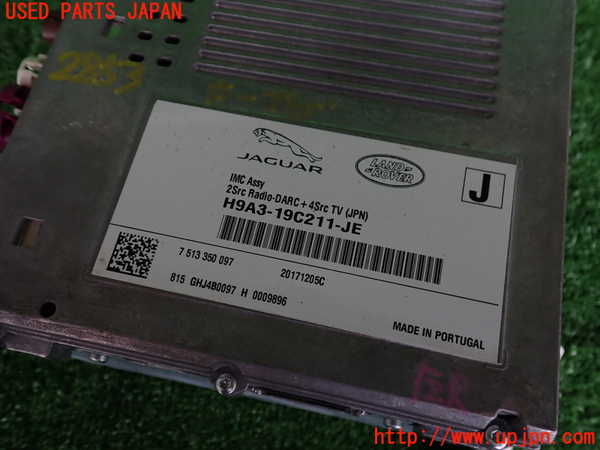 USED PARTS JAPAN
2853
JAGUAR
LAND ROVER
J
IMC Assy
2Src Radio-DARC+4Src TV (JPN)
H9A3-19C211-JE
7 513 350 097
20171205C
815 GHJ4B0097 H 0009896
MADE IN PORTUGAL
http://www.upjpn.com